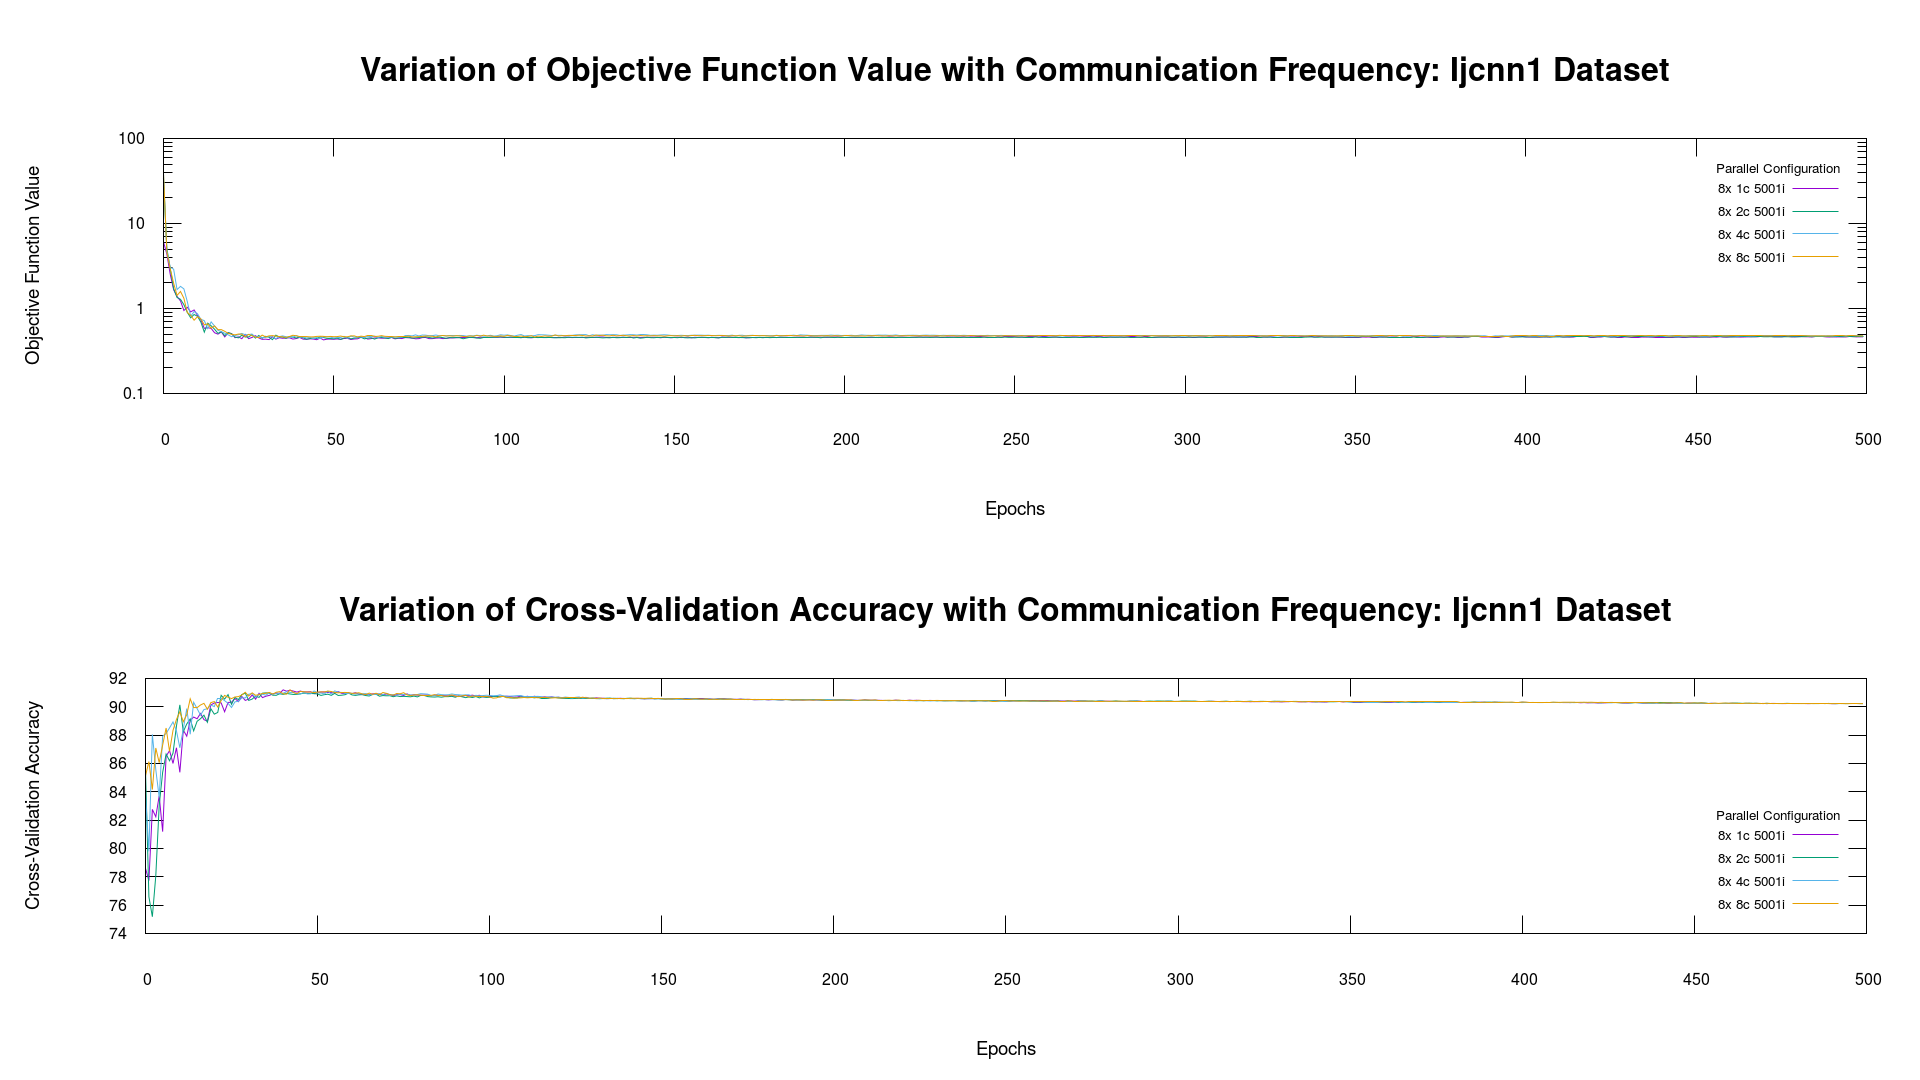 Variation of Objective Function Value with Communication Frequency: Ijcnn1 Dataset
Objective Function Value
100
10
1
0.1
Parallel Configuration
8x 1c 5001i
8x 2c 5001i
8x 4c 5001i
8x 8c 5001i
0 50 100 150 200 250 300 350 400 450 500
Epochs
Variation of Cross-Validation Accuracy with Communication Frequency: Ijcnn1 Dataset
Cross-Validation Accuracy
92
90
88
86
84
82
80
78
76
74
Parallel Configuration
8x 1c 5001i
8x 2c 5001i
8x 4c 5001i
8x 8c 5001i
0 50 100 150 200 250 300 350 400 450 500
Epochs